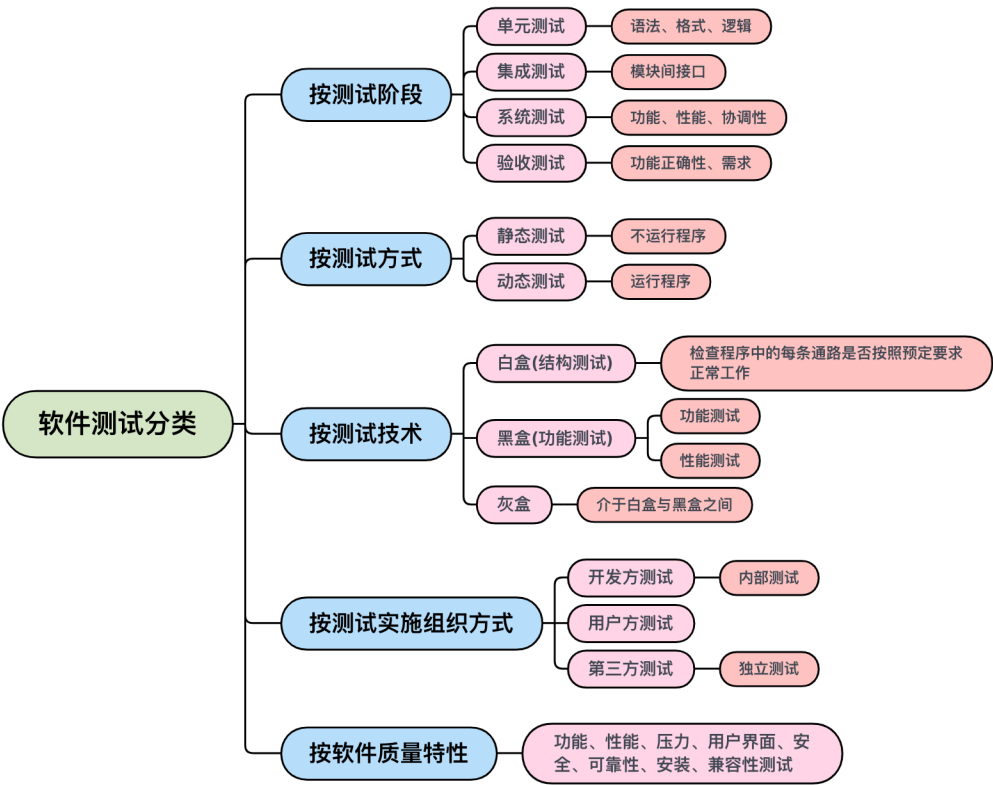 软件测试分类
按测试阶段
单元测试
语法、格式、逻辑
集成测试
模块间接口
系统测试
功能、性能、协调性
验收测试
功能正确性、需求
按测试方式
静态测试
不运行程序
动态测试
运行程序
按测试技术
白盒(结构测试)
检查程序中的每条通路是否按照预定要求
正常工作
黑盒(功能测试)
功能测试
性能测试
灰盒
介于白盒与黑盒之间
按测试实施组织方式
开发方测试
内部测试
用户方测试
第三方测试
独立测试
按软件质量特性
功能、性能、压力、用户界面、安
全、可靠性、安装、兼容性测试